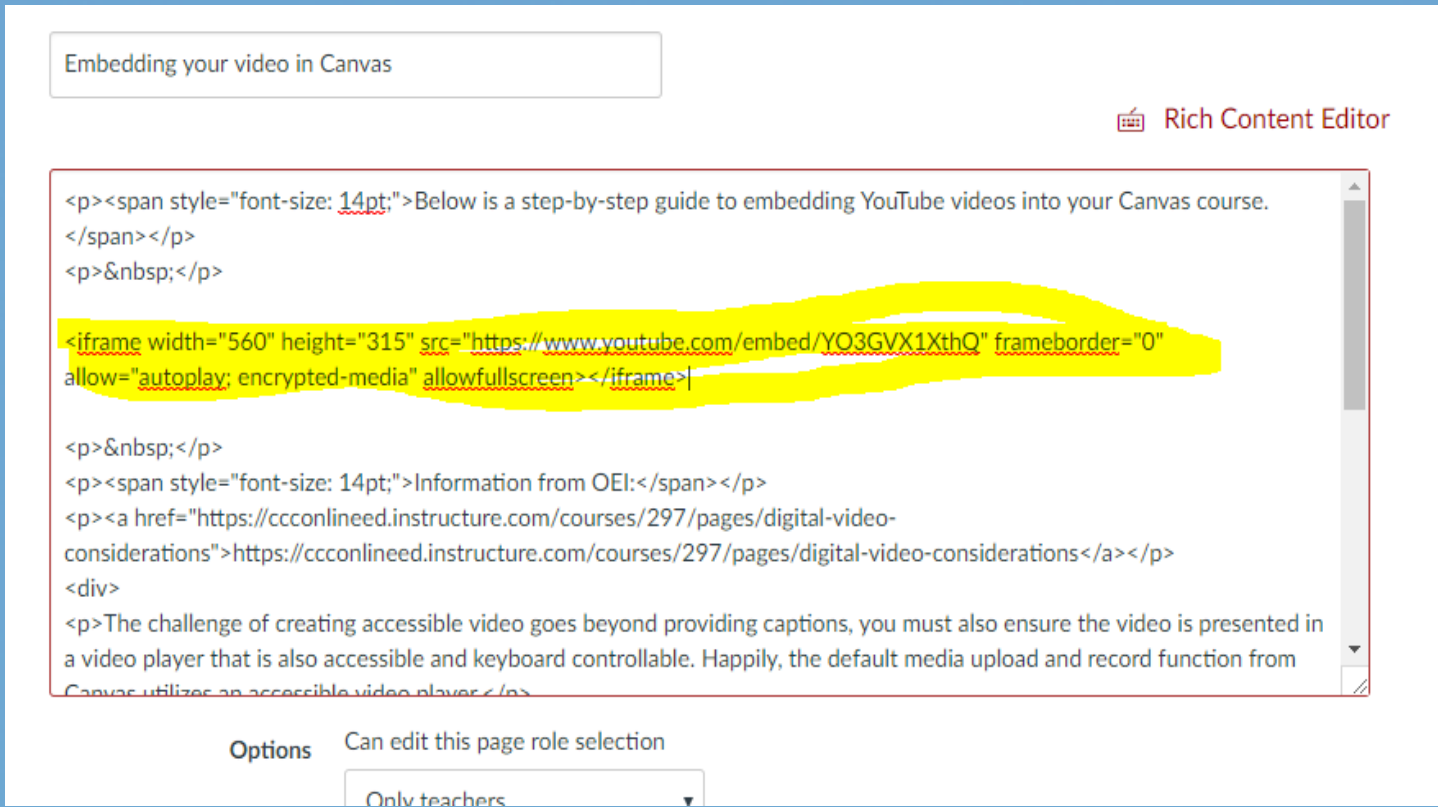 Embedding your video in Canvas
Rich Content Editor
<p><span style="font-size: 14pt;">Below is a step-by-step guide to embedding YouTube videos into your Canvas course.
</span></p>
<p>&nbsp;</p>
<iframe width="560" height="315" src="https://www.youtube.com/embed/YO3GVX1XthQ" frameborder="0"
allow="autoplay; encrypted-media" allowfullscreen></iframe>
<p>&nbsp;</p>
<p><span style="font-size: 14pt;">Information from OEI:</span></p>
<p><a href="https://ccconlineed.instructure.com/courses/297/pages/digital-video-
considerations">https://ccconlineed.instructure.com/courses/297/pages/digital-video-considerations</a></p>
<div>
<p>The challenge of creating accessible video goes beyond providing captions, you must also ensure the video is presented in
a video player that is also accessible and keyboard controllable. Happily, the default media upload and record function from
Canvas utilizes an accessible video player.</p>
Options
Can edit this page role selection
Only teachers